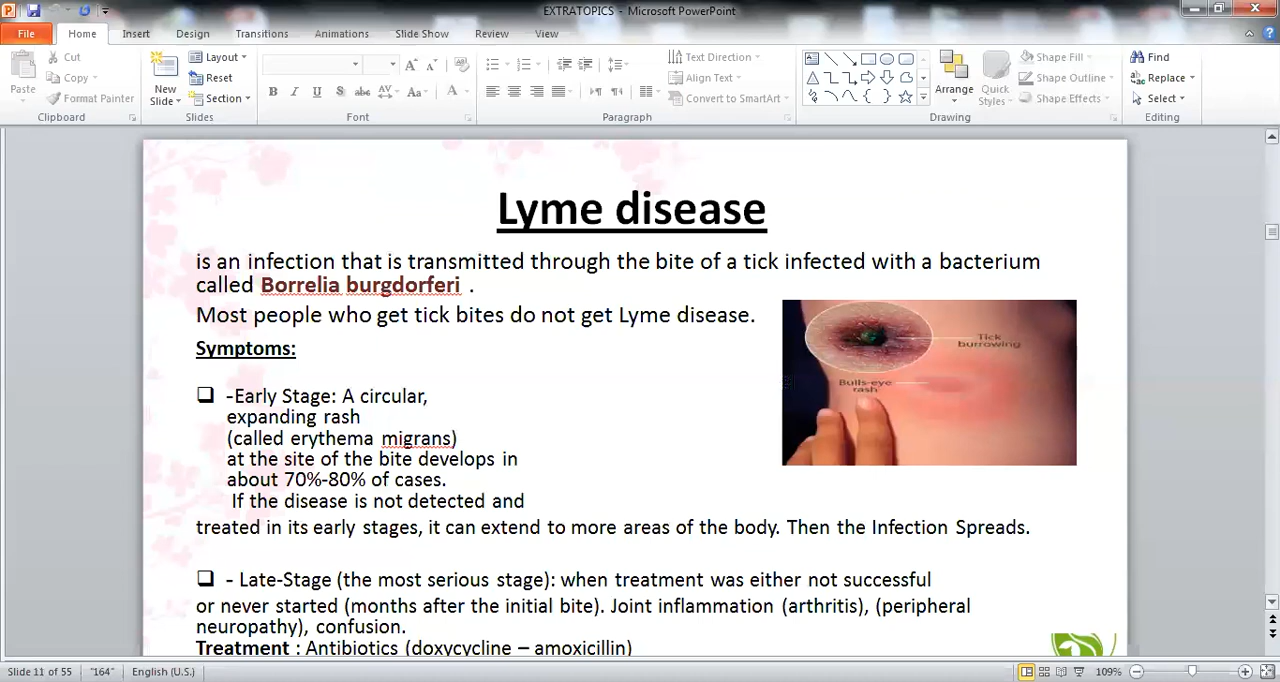 EXTRATOPICS - Microsoft PowerPoint
File Home Insert Design Transitions Animations Slide Show Review View
Cut
Copy
Format Painter
Paste
Clipboard
New
Slide
Layout
Reset
Section
Slides
B I U S abc AV Aa A
Font
Text Direction
Align Text
Convert to SmartArt
Paragraph
Arrange
Quick
Styles
Shape Fill
Shape Outline
Shape Effects
Drawing
Find
Replace
Select
Editing
Lyme disease
is an infection that is transmitted through the bite of a tick infected with a bacterium
called Borrelia burgdorferi .
Most people who get tick bites do not get Lyme disease.
Symptoms:
Tick
burrowing
Bulls-eye
rash
-Early Stage: A circular,
expanding rash
(called erythema migrans)
at the site of the bite develops in
about 70%-80% of cases.
If the disease is not detected and
treated in its early stages, it can extend to more areas of the body. Then the Infection Spreads.
- Late-Stage (the most serious stage): when treatment was either not successful
or never started (months after the initial bite). Joint inflammation (arthritis), (peripheral
neuropathy), confusion.
Treatment : Antibiotics (doxycycline – amoxicillin)
Slide 11 of 55 "164" English (U.S.) 109%